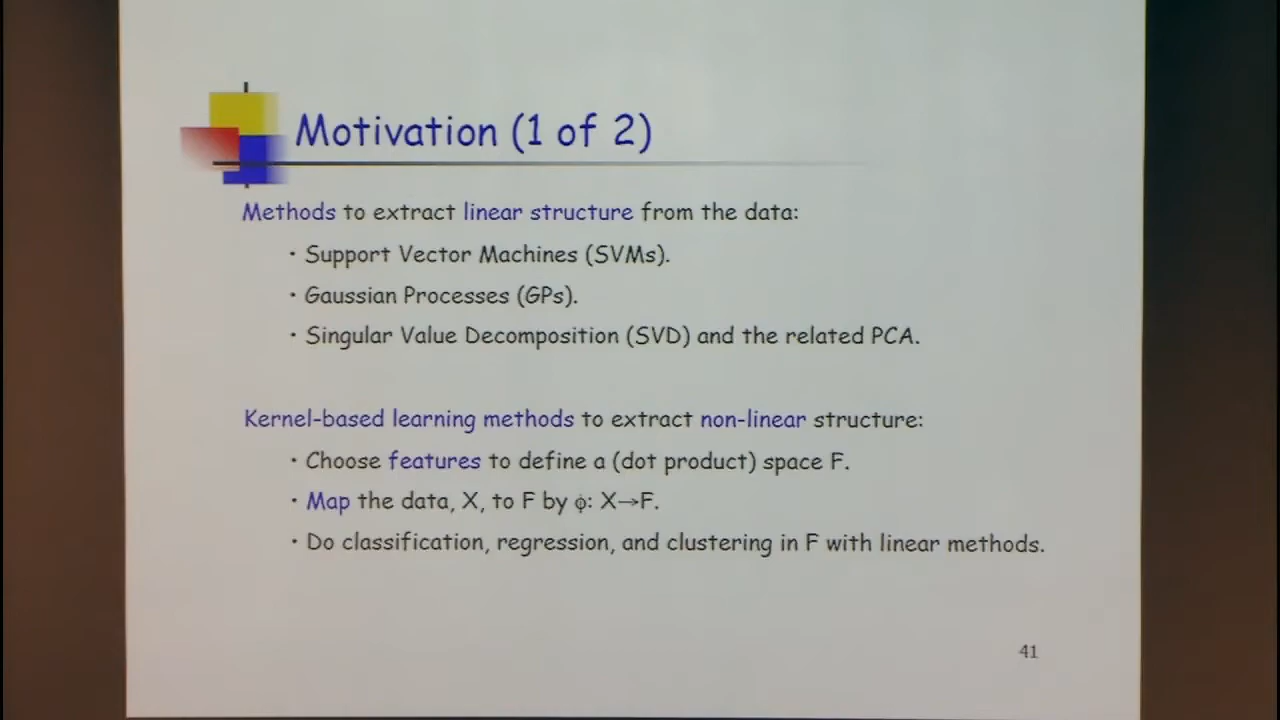 Motivation (1 of 2)
Methods to extract linear structure from the data:
· Support Vector Machines (SVMs).
· Gaussian Processes (GPs).
· Singular Value Decomposition (SVD) and the related PCA.
Kernel-based learning methods to extract non-linear structure:
· Choose features to define a (dot product) space F.
· Map the data, X, to F by ϕ: X→F.
· Do classification, regression, and clustering in F with linear methods.
41